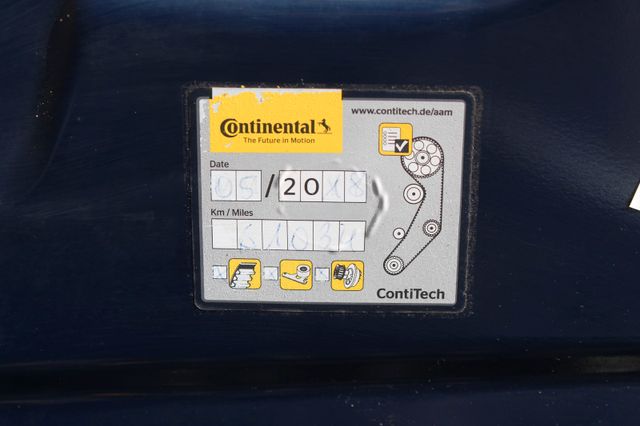 Continental
The Future in Motion
www.contitech.de/aam
Date
05/2018
Km / Miles
ContiTech